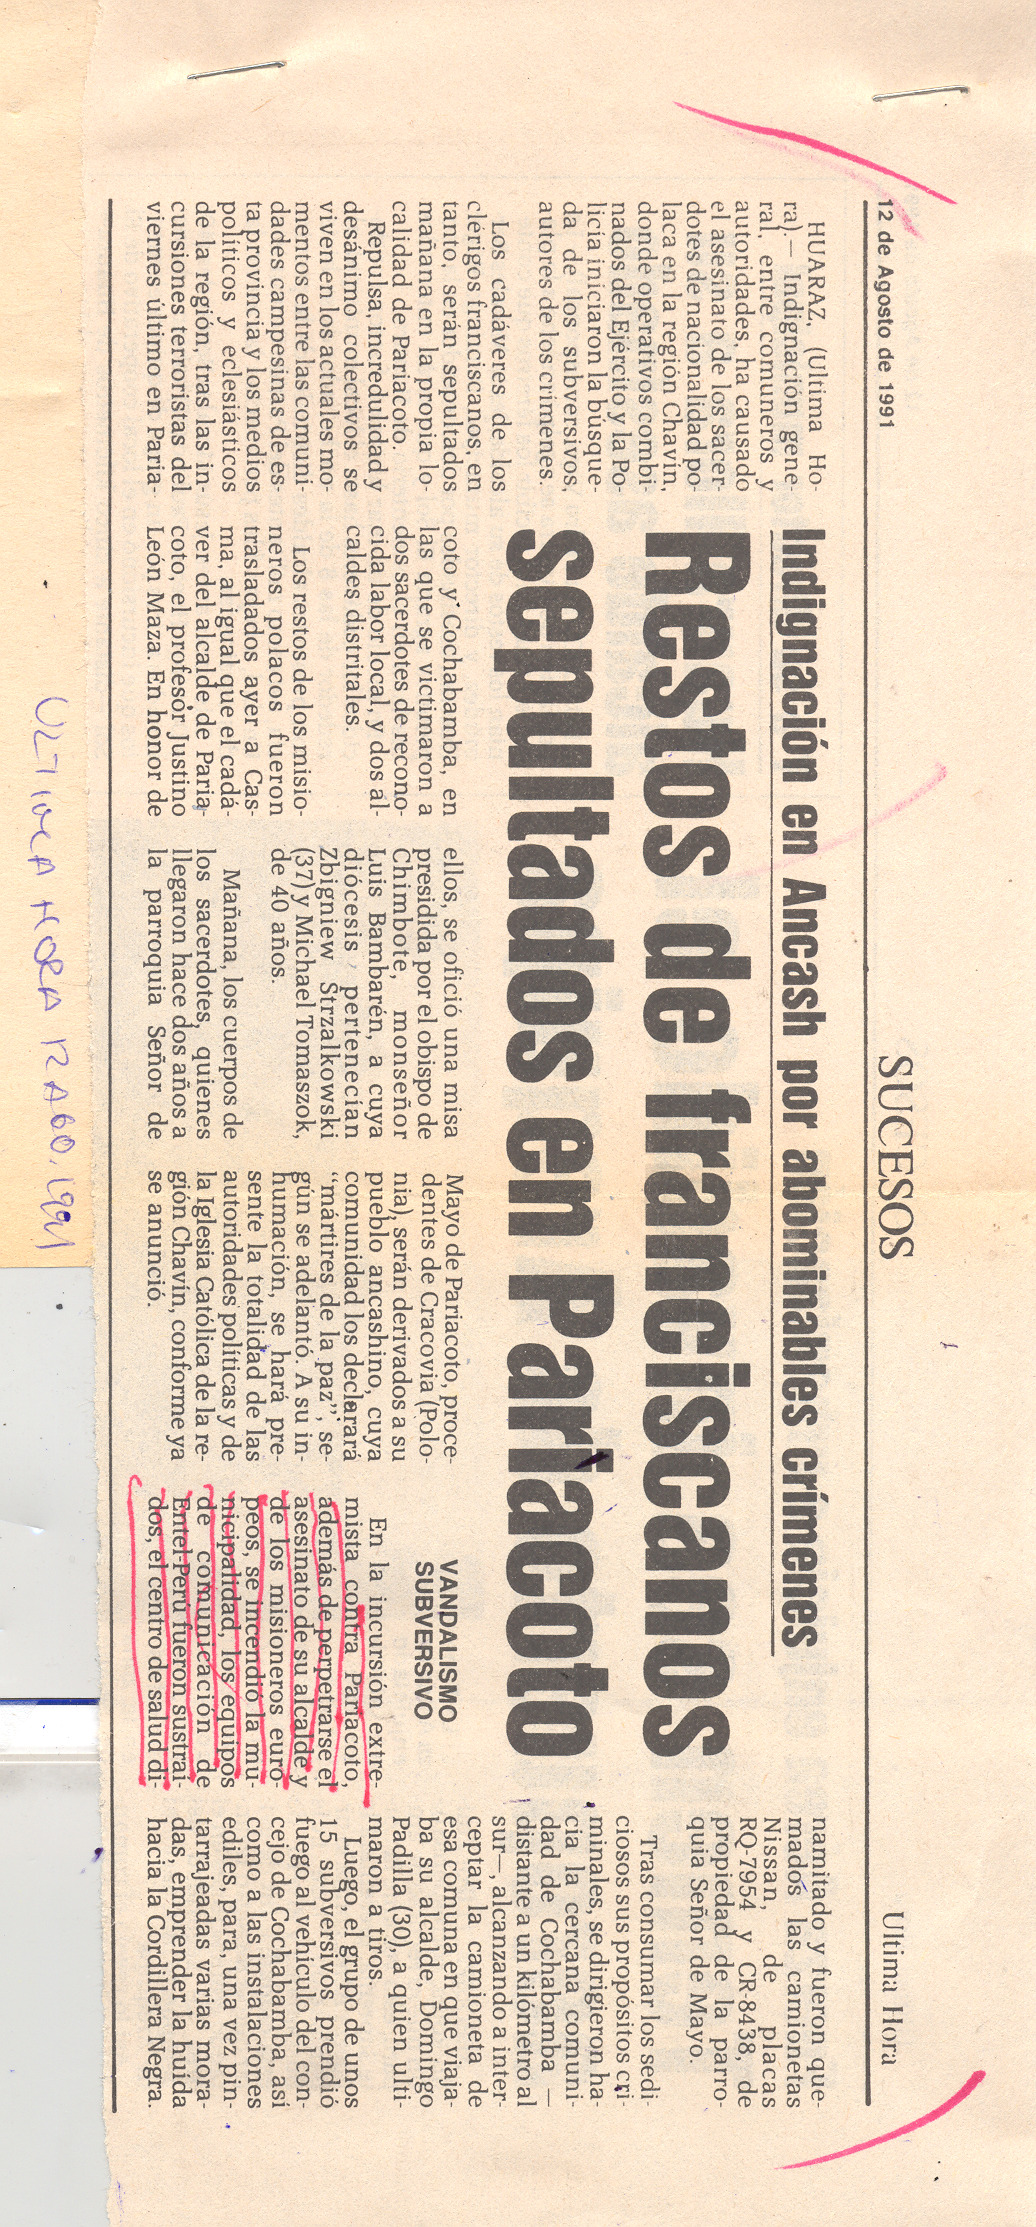 12 de Agosto de 1991
SUCESOS
Ultima Hora
Indignación en Ancash por abominables crímenes
Restos de franciscanos
sepultados en Pariacoto
HUARAZ, (Ultima Ho-
ra).— Indignación gene-
ral, entre comuneros y
autoridades, ha causado
el asesinato de los sacer-
dotes de nacionalidad po-
laca en la región Chavín,
donde operativos combi-
nados del Ejército y la Po-
licía iniciaron la búsque-
da de los subversivos,
autores de los crímenes.
Los cadáveres de los
clérigos franciscanos, en
tanto, serán sepultados
mañana en la propia lo-
calidad de Pariacoto.
Repulsa, incredulidad y
desánimo colectivos se
viven en los actuales mo-
mentos entre las comuni-
dades campesinas de es-
ta provincia y los medios
políticos y eclesiásticos
de la región, tras las in-
cursiones terroristas del
viernes último en Paria-
coto y Cochabamba, en
las que se victimaron a
dos sacerdotes de recono-
cida labor local, y dos al-
caldes distritales.
Los restos de los misio-
neros polacos fueron
trasladados ayer a Cas-
ma, al igual que el cadá-
ver del alcalde de Paria-
coto, el profesor Justino
León Maza. En honor de
ellos, se ofició una misa
presidida por el obispo de
Chimbote, monseñor
Luis Bambarén, a cuya
diócesis pertenecían
Zbigniew Strzalkowski
(37) y Michael Tomaszok,
de 40 años.
Mañana, los cuerpos de
los sacerdotes, quienes
llegaron hace dos años a
la parroquia Señor de
Mayo de Pariacoto, proce-
dentes de Cracovia (Polo-
nia), serán derivados a su
pueblo ancashino, cuya
comunidad los declarará
“mártires de la paz”, se-
gún se adelantó. A su in-
humación, se hará pre-
sente la totalidad de las
autoridades políticas y de
la Iglesia Católica de la re-
gión Chavín, conforme ya
se anunció.
VANDALISMO
SUBVERSIVO
En la incursión extre-
mista contra Pariacoto,
además de perpetrarse el
asesinato de su alcalde y
de los misioneros euro-
peos, se incendió la mu-
nicipalidad, los equipos
de comunicación de
Entel-Perú fueron sustraí-
dos, el centro de salud di-
namitado y fueron que-
mados las camionetas
Nissan, de placas
RQ-7954 y CR-8438, de
propiedad de la parro-
quia Señor de Mayo.
Tras consumar los sedi-
ciosos sus propósitos cri-
minales, se dirigieron ha-
cia la cercana comuni-
dad de Cochabamba —
distante a un kilómetro al
sur—, alcanzando a inter-
ceptar la camioneta de
esa comuna en que viaja-
ba su alcalde, Domingo
Padilla (30), a quien ulti-
maron a tiros.
Luego, el grupo de unos
15 subversivos prendió
fuego al vehículo del con-
cejo de Cochabamba, así
como a las instalaciones
ediles, para, una vez pin-
tarrajeadas varias mora-
das, emprender la huída
hacia la Cordillera Negra.
ULTIMA HORA 12 AGO. 1991